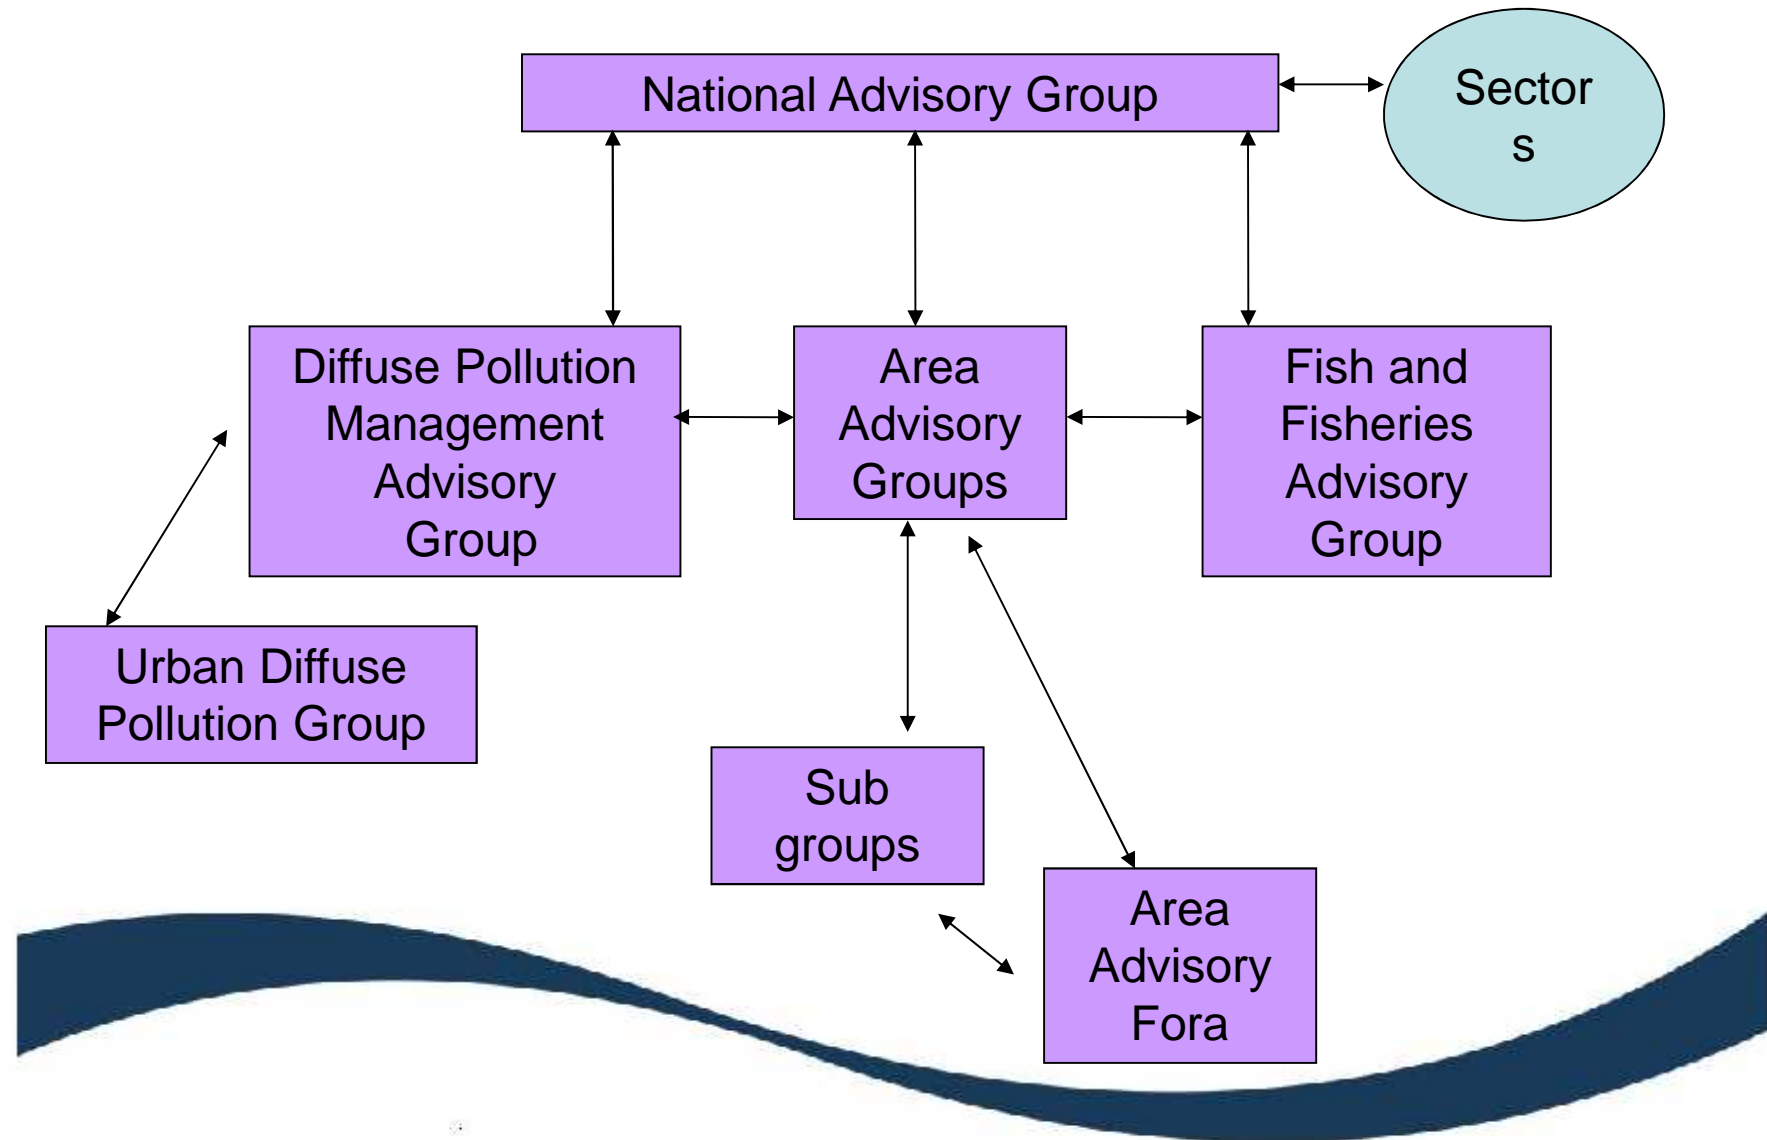 National Advisory Group
Sector
s
Diffuse Pollution
Management
Advisory
Group
Area
Advisory
Groups
Fish and
Fisheries
Advisory
Group
Urban Diffuse
Pollution Group
Sub
groups
Area
Advisory
Fora